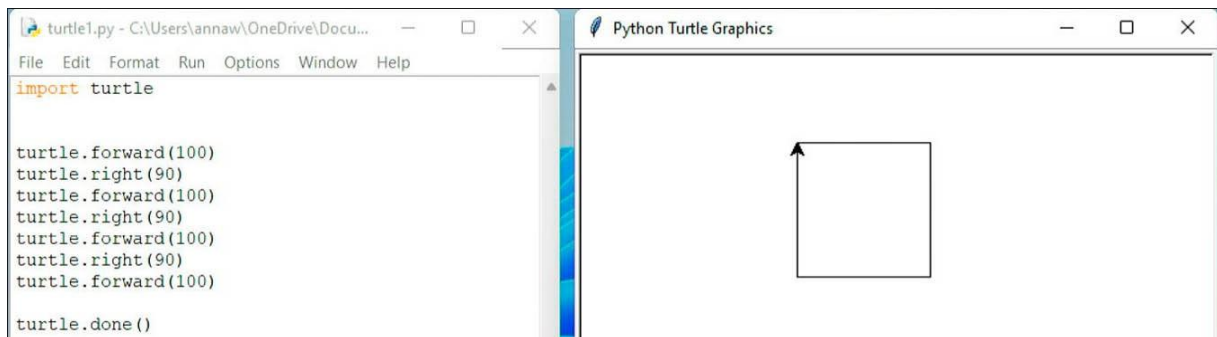 turtle1.py - C:\Users\annaw\OneDrive\Docu...
File Edit Format Run Options Window Help
import turtle
turtle.forward(100)
turtle.right(90)
turtle.forward(100)
turtle.right(90)
turtle.forward(100)
turtle.right(90)
turtle.forward(100)
turtle.done()
Python Turtle Graphics